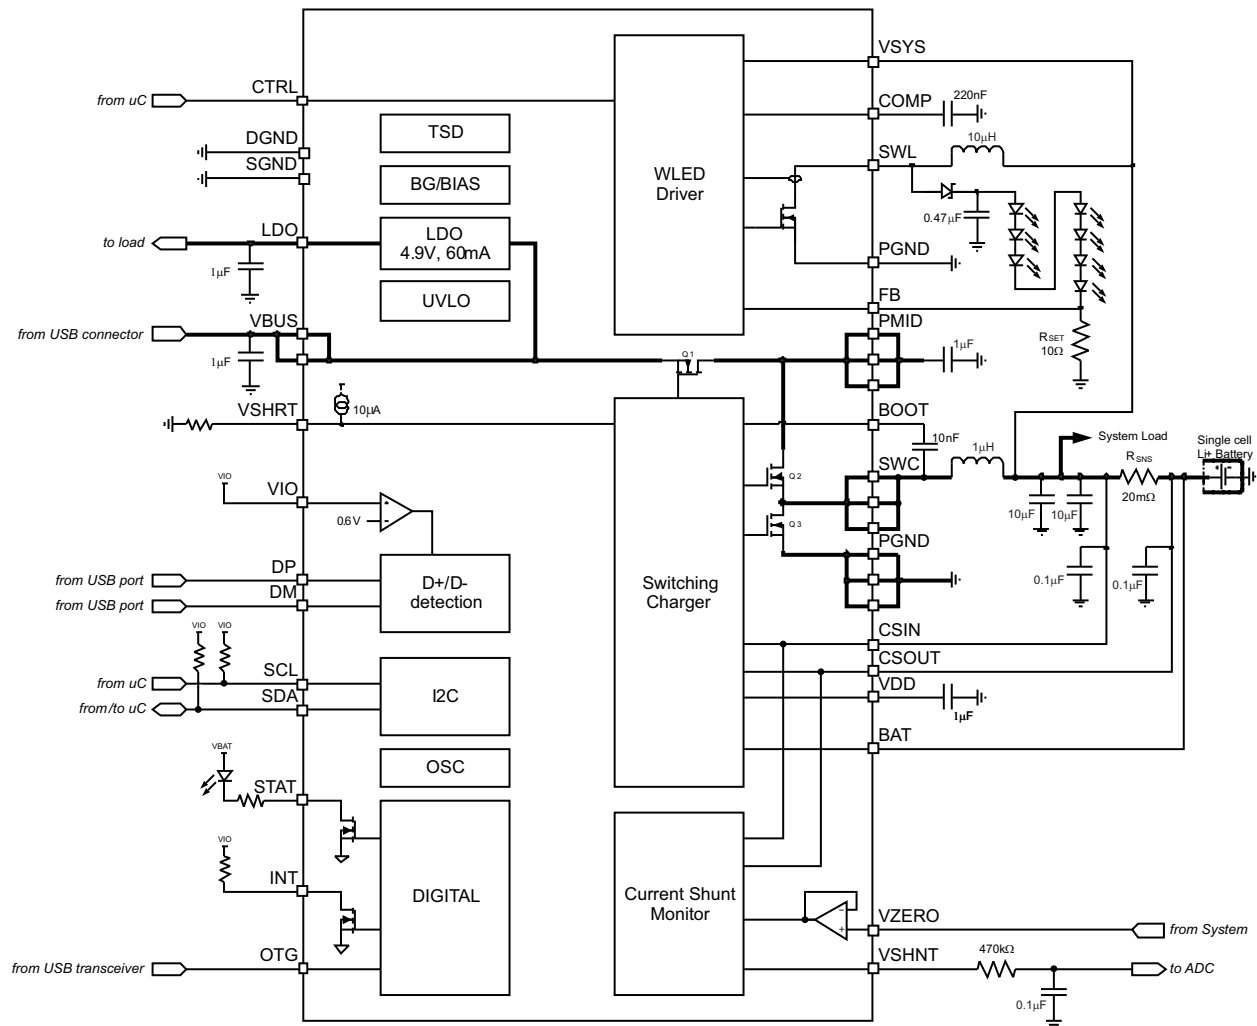 VSYS
CTRL
from uC
COMP
220nF
DGND
TSD
10μH
SWL
SGND
WLED
Driver
BG/BIAS
0.47μF
LDO
to load
LDO
4.9V, 60mA
PGND
1μF
UVLO
FB
VBUS
PMID
from USB connector
RSET
10Ω
Q1
1μF
1μF
VSHRT
10μA
BOOT
10nF
1μH
System Load
Single cell
Li+ Battery
RSNS
SWC
VIO
VIO
Q2
20mΩ
0.6V
10μF
10μF
Q3
PGND
DP
from USB port
D+/D-
detection
Switching
Charger
0.1μF
0.1μF
DM
from USB port
VIO
VIO
CSIN
CSOUT
SCL
from uC
I2C
VDD
SDA
from/to uC
1μF
BAT
VBAT
OSC
STAT
VIO
INT
DIGITAL
Current Shunt
Monitor
VZERO
from System
OTG
from USB transceiver
VSHNT
470kΩ
to ADC
0.1μF